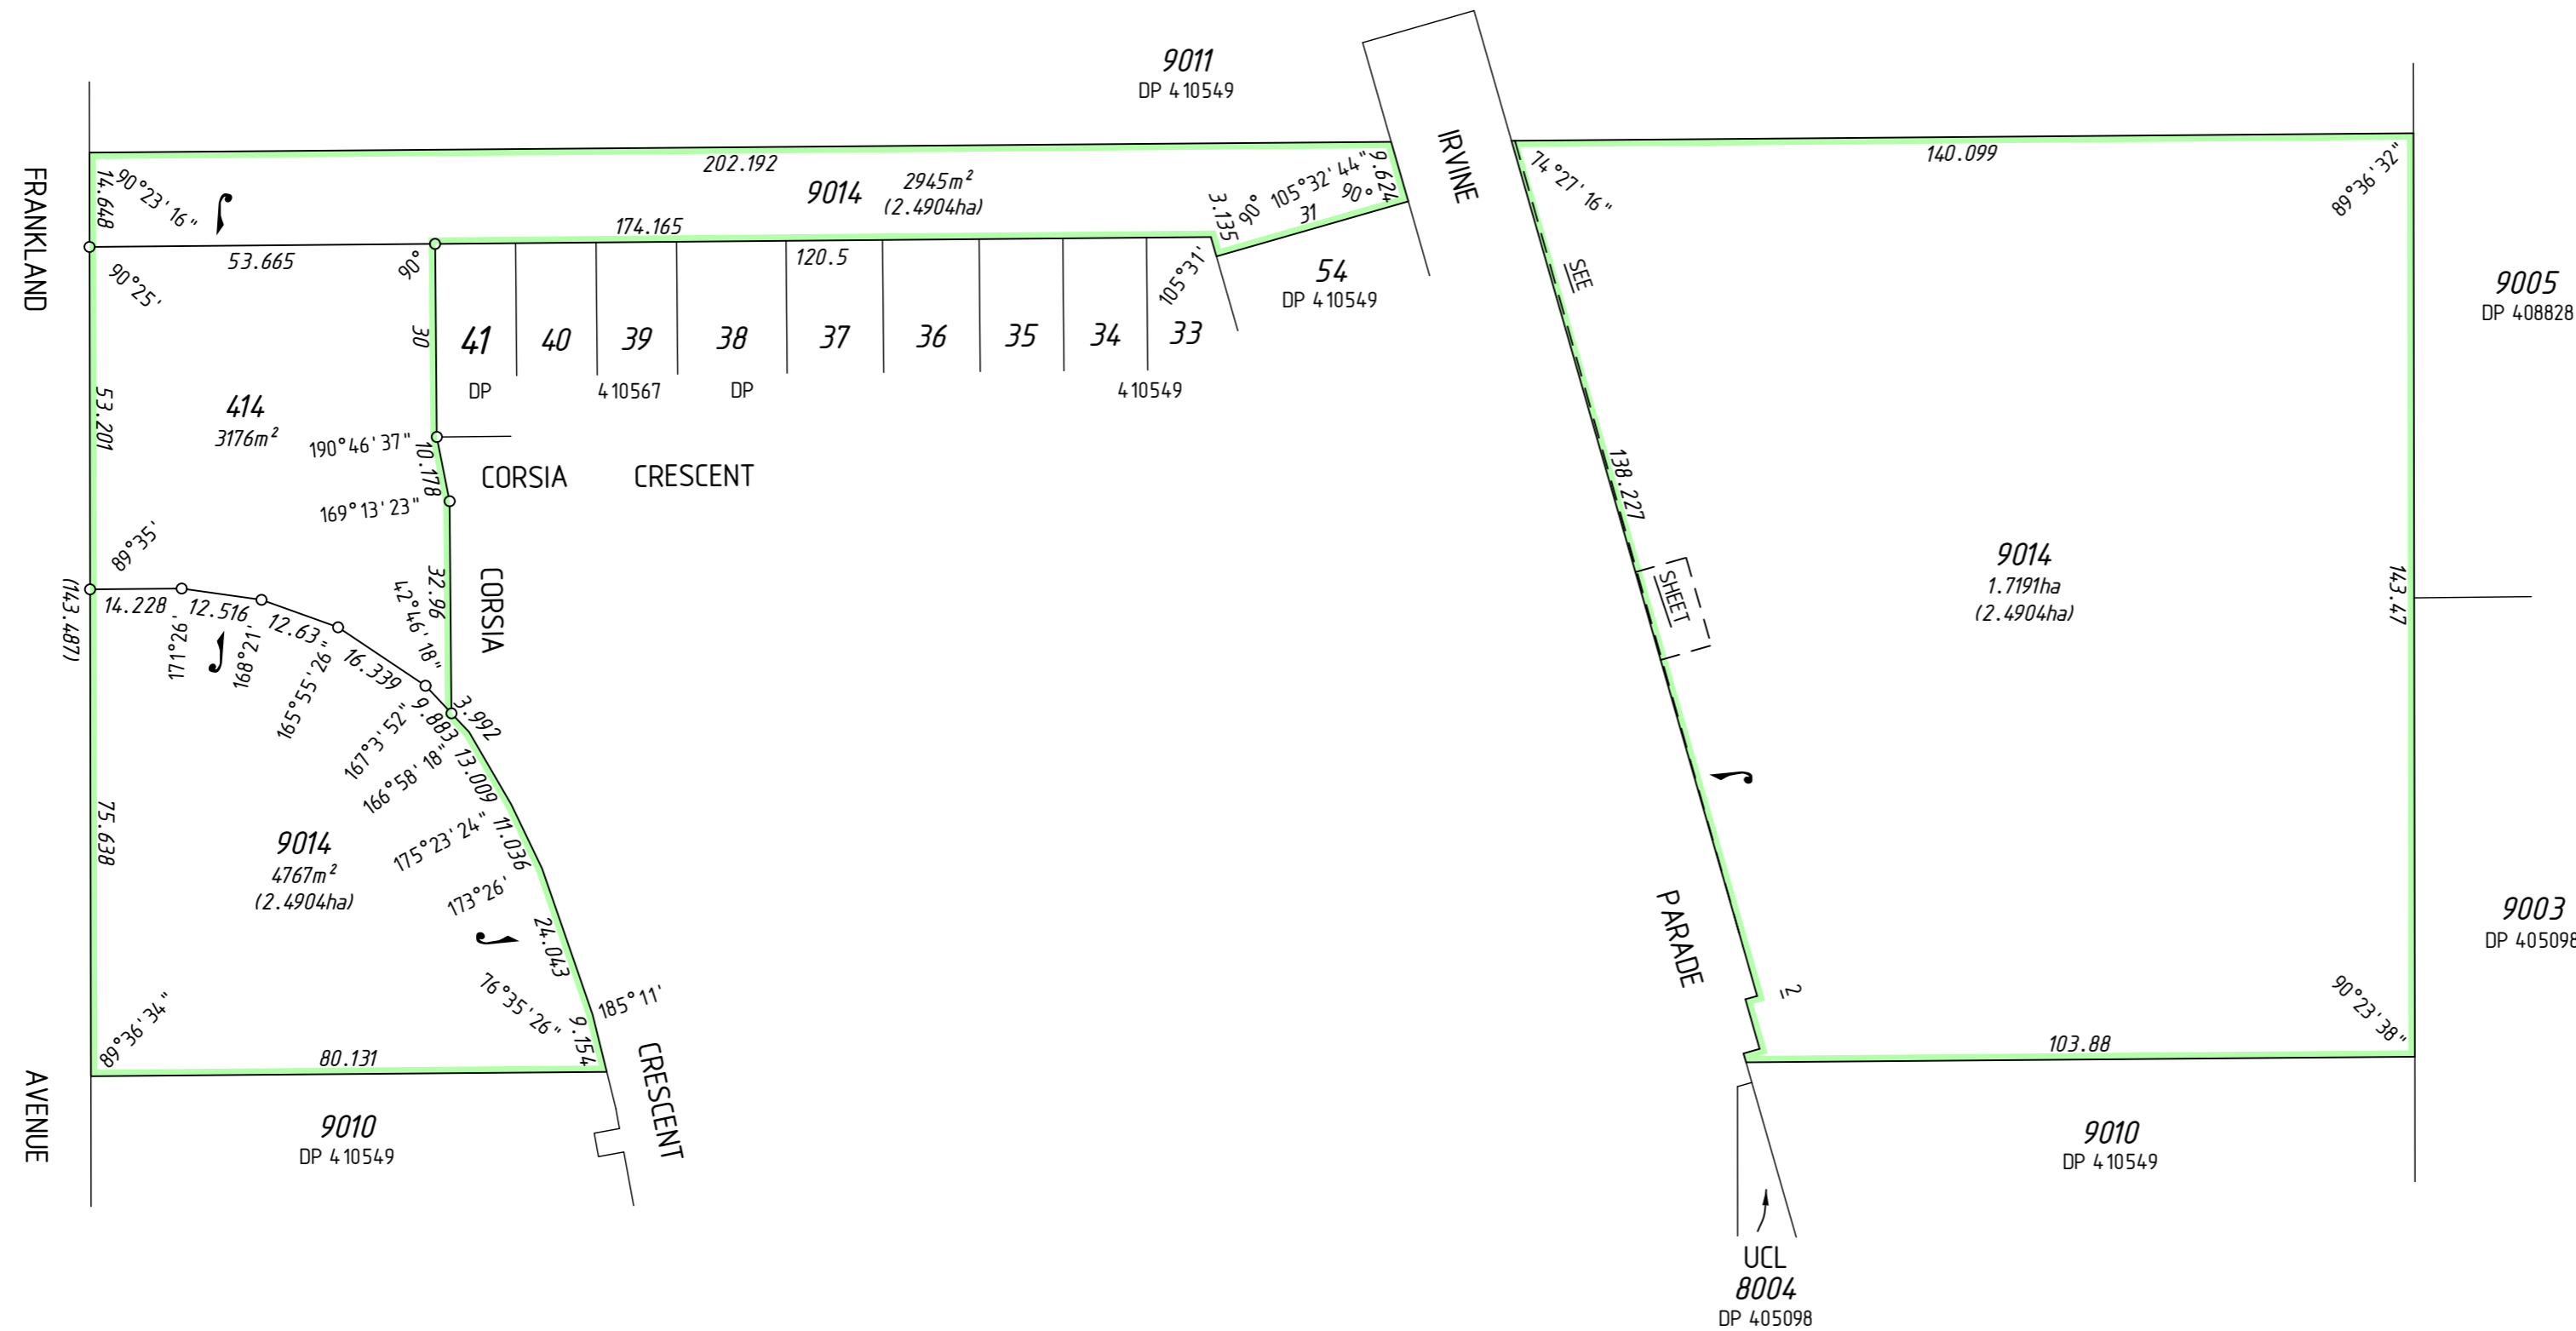 9011
DP 410549
IRVINE
FRANKLAND
14.648
90°23'16"
202.192
9014
2945m²
(2.4904ha)
174.165
3.135
90°
105°32'44"
31
90°
9.624
74°27'16"
140.099
89°36'32"
53.665
90°
90°25'
120.5
105°31'
54
DP 410549
SEE
9005
DP 408828
30
41
40
39
38
37
36
35
34
33
DP
410567
DP
410549
53.201
414
3176m²
190°46'37"
10.178
CORSIA
CRESCENT
169°13'23"
138.227
89°35'
(143.487)
14.228
12.516
12.63
16.339
171°26'
168°21'
165°55'26"
32.96
42°46'18"
CORSIA
SHEET
9014
1.7191ha
(2.4904ha)
143.47
167°3'52"
9.883
3.992
166°58'18"
13.009
75.638
9014
4767m²
(2.4904ha)
175°23'24"
11.036
173°26'
24.043
76°35'26"
185°11'
9.154
PARADE
2
9003
DP 405098
90°23'38"
89°36'34"
80.131
103.88
CRESCENT
AVENUE
9010
DP 410549
9010
DP 410549
UCL
8004
DP 405098